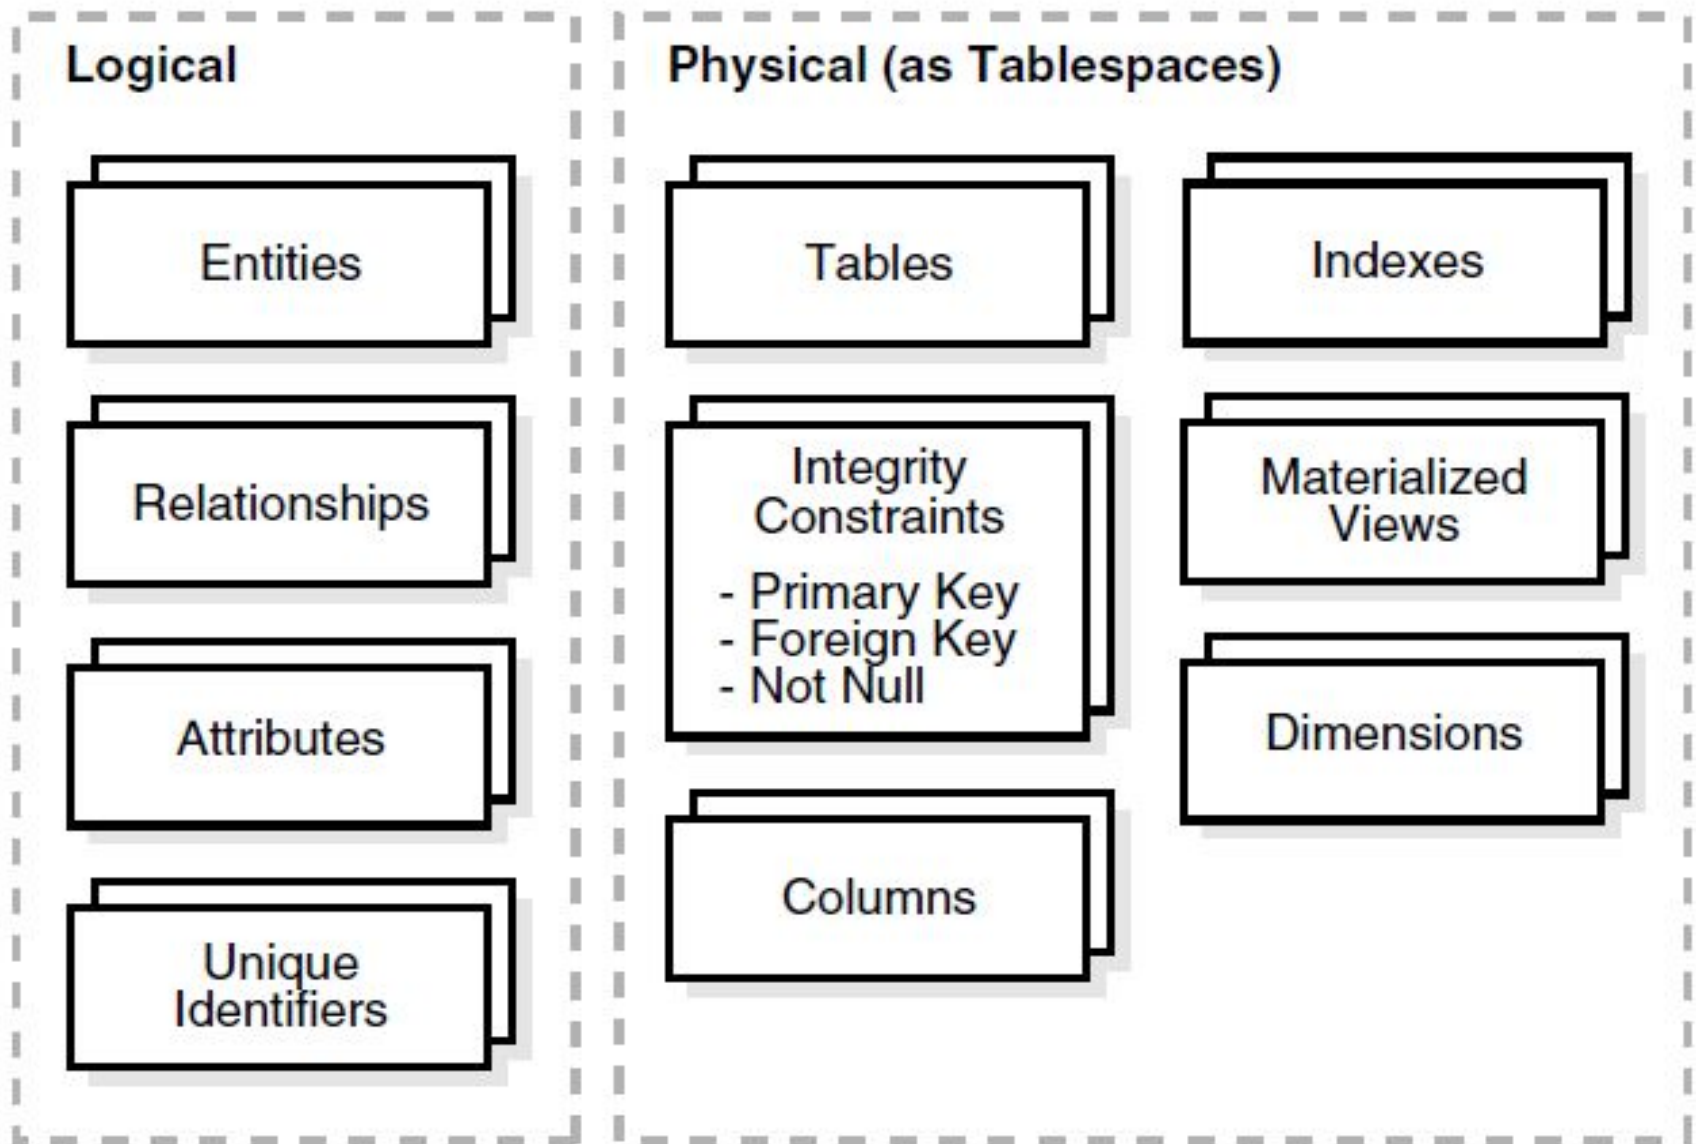 Logical
Entities
Relationships
Attributes
Unique
Identifiers
Physical (as Tablespaces)
Tables
Integrity
Constraints
- Primary Key
- Foreign Key
- Not Null
Columns
Indexes
Materialized
Views
Dimensions